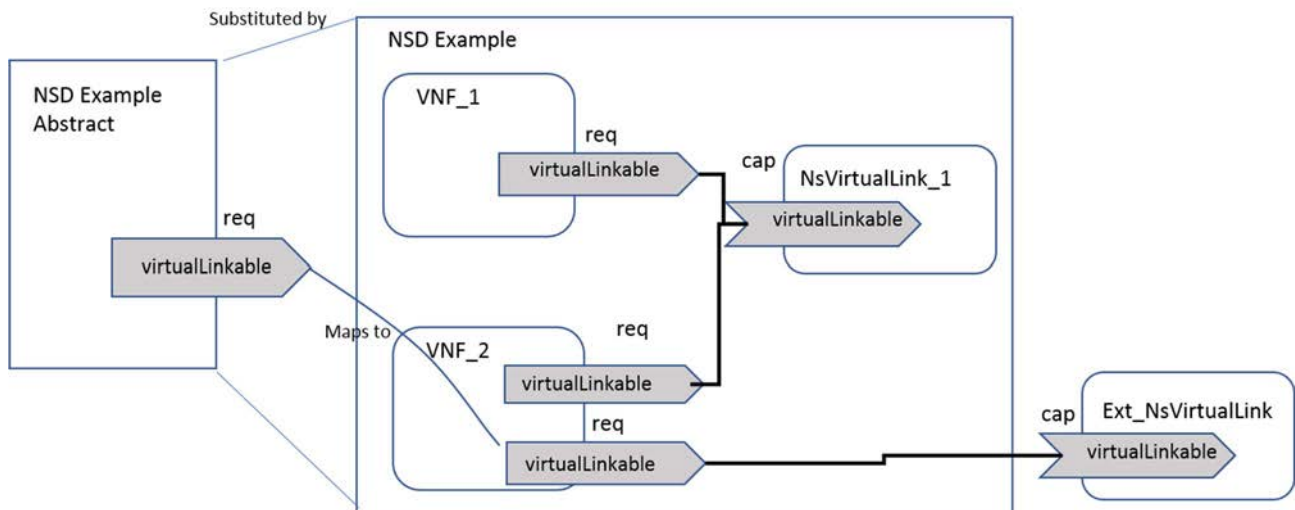 Substituted by
NSD Example
Abstract
req
virtualLinkable
Maps to
NSD Example
VNF_1
req
virtualLinkable
cap
NsVirtualLink_1
virtualLinkable
VNF_2
req
virtualLinkable
req
virtualLinkable
cap
Ext_NsVirtualLink
virtualLinkable